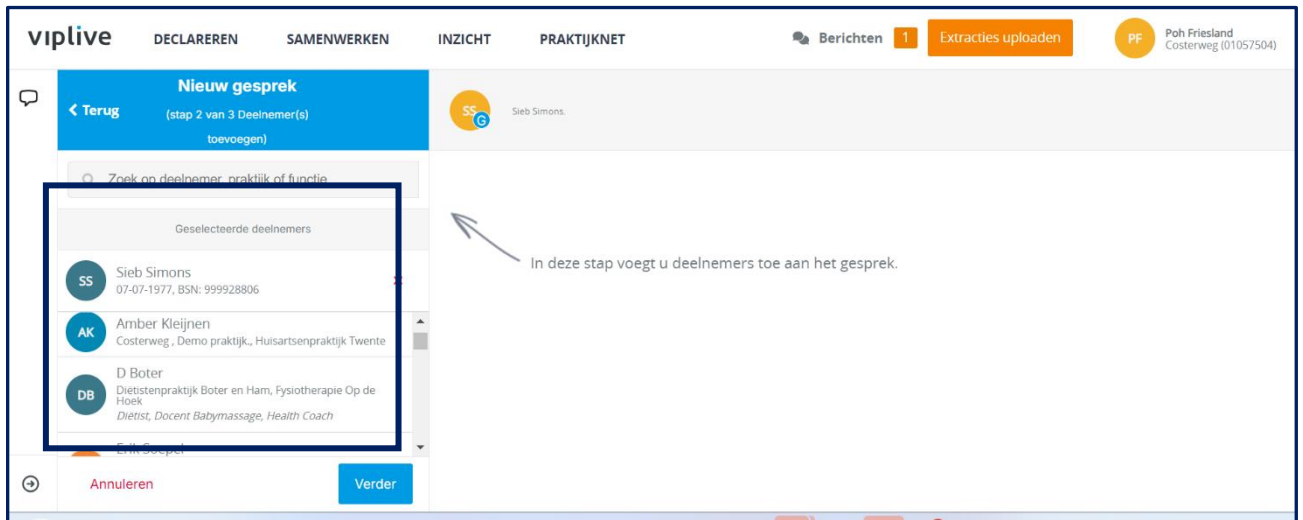 vıplive DECLAREREN SAMENWERKEN INZICHT PRAKTIJKNET Berichten 1 Extracties uploaden PF Poh Friesland
Costerweg (01057504)
Nieuw gesprek
Terug (stap 2 van 3 Deelnemer(s)
toevoegen)
SS G Sieb Simons.
Zoek op deelnemer, praktijk of functie
Geselecteerde deelnemers
In deze stap voegt u deelnemers toe aan het gesprek.
SS Sieb Simons
07-07-1977, BSN: 999928806
AK Amber Kleijnen
Costerweg , Demo praktijk., Huisartsenpraktijk Twente
DB D Boter
Diëtistenpraktijk Boter en Ham, Fysiotherapie Op de
Hoek
Diëtist, Docent Babymassage, Health Coach
Annuleren Verder